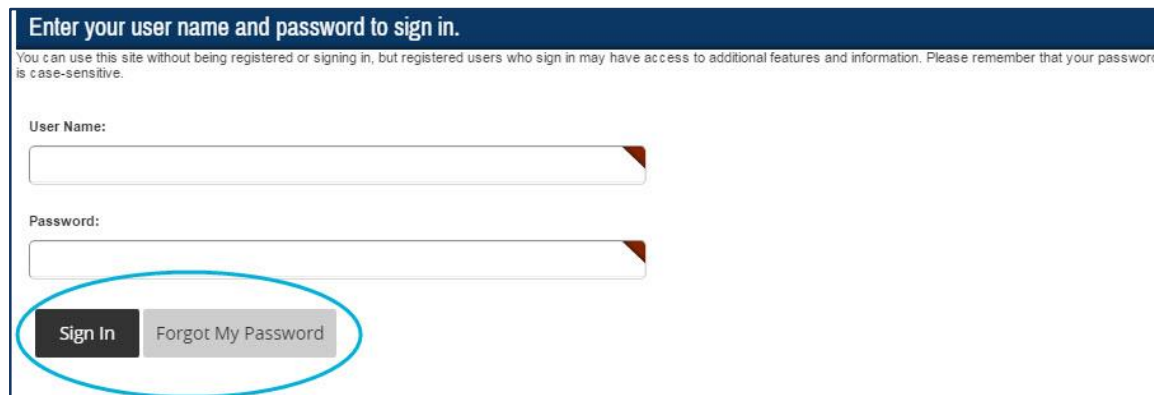 Enter your user name and password to sign in.
You can use this site without being registered or signing in, but registered users who sign in may have access to additional features and information. Please remember that your password
is case-sensitive.
User Name:
Password:
Sign In Forgot My Password